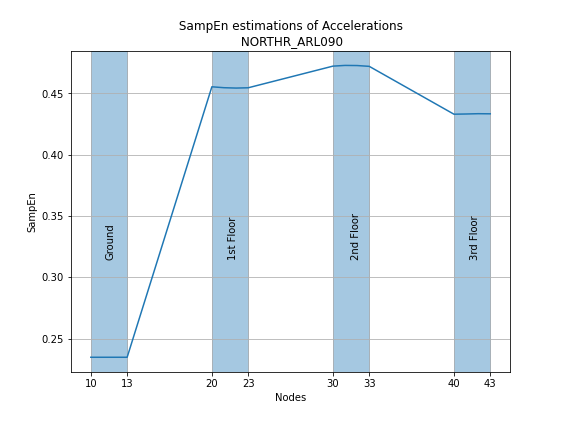 SampEn estimations of Accelerations
NORTHR_ARL090
0.45
0.40
0.35
0.30
0.25
SampEn
Ground
1st Floor
2nd Floor
3rd Floor
10 13 20 23 30 33 40 43
Nodes